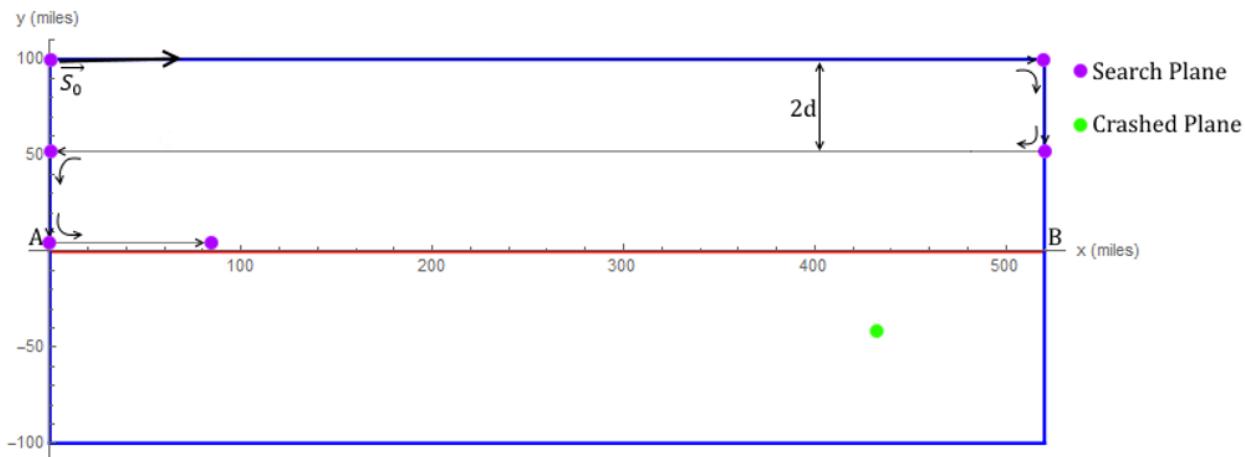 y (miles)
100
S₀
2d
Search Plane
Crashed Plane
50
A
B
x (miles)
100
200
300
400
500
−50
−100